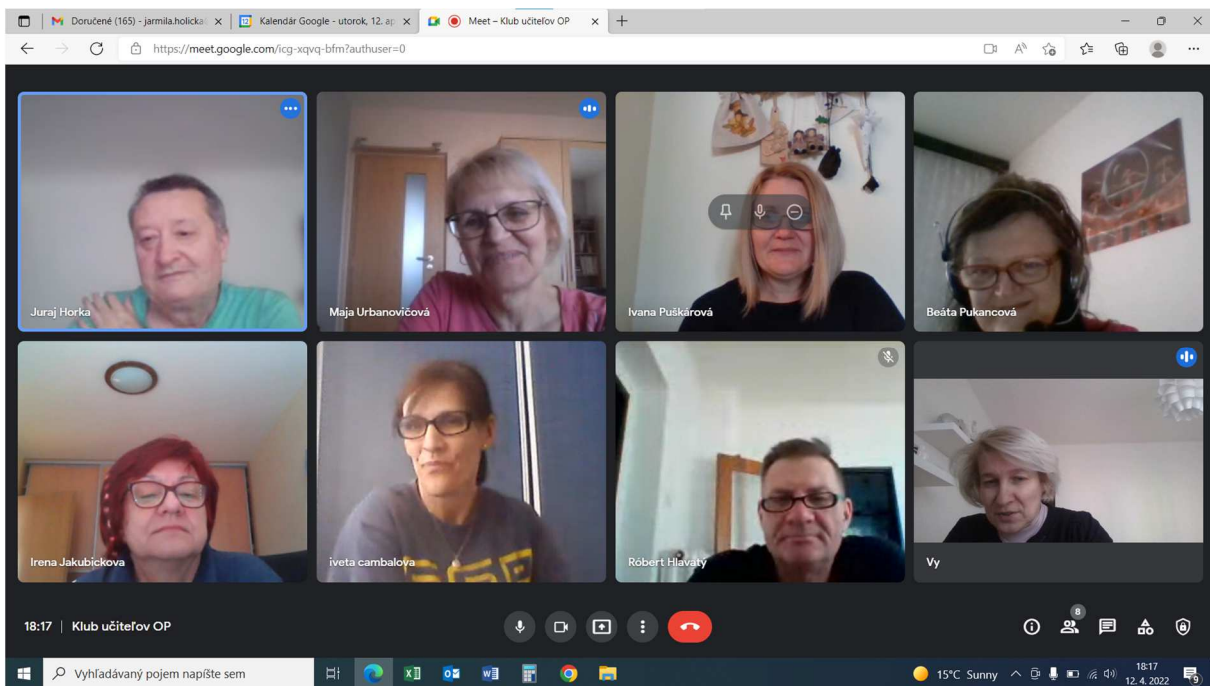 Doručené (165) - jarmila.holicka
Kalendár Google - utorok, 12. ap
Meet – Klub učiteľov OP
https://meet.google.com/icg-xqvq-bfm?authuser=0
Juraj Horka
Maja Urbanovičová
Ivana Puškárová
Beáta Pukancová
Irena Jakubickova
iveta cambalova
Róbert Hlavatý
Vy
18:17 | Klub učiteľov OP
8
Vyhľadávaný pojem napíšte sem
15°C Sunny
18:17
12. 4. 2022